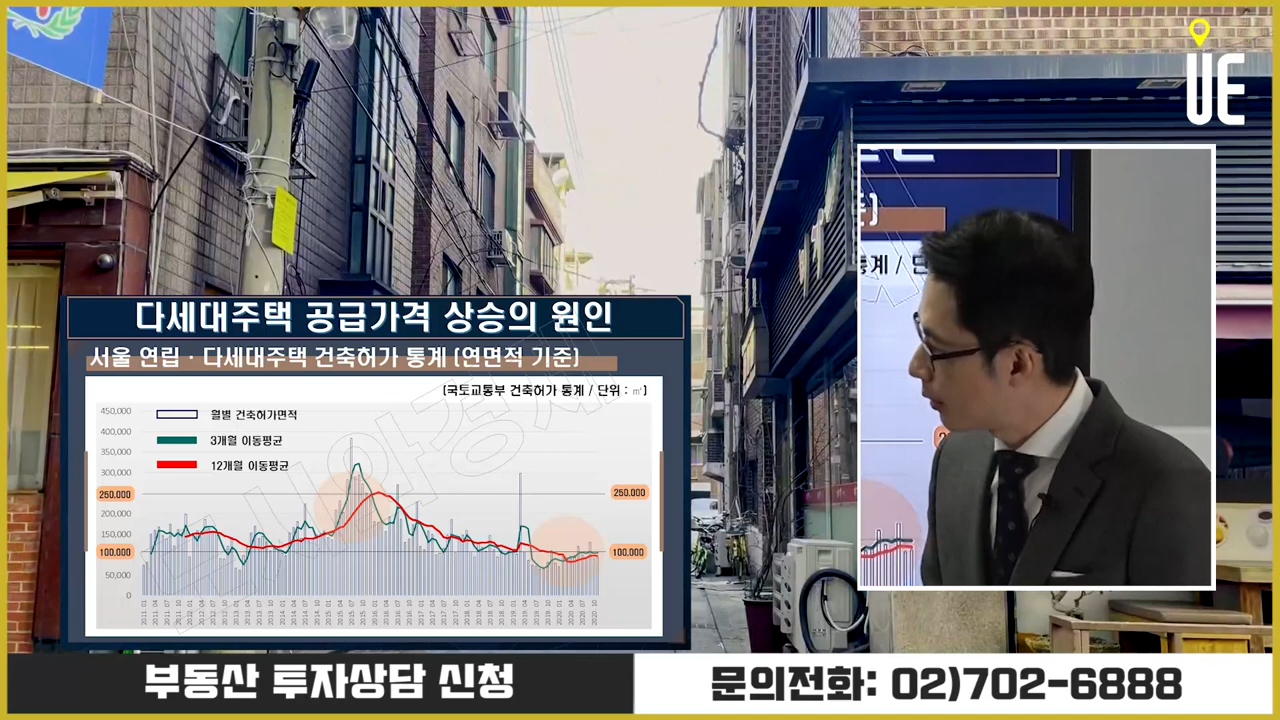 UE
다세대주택 공급가격 상승의 원인
서울 연립 · 다세대주택 건축허가 통계 (연면적 기준)
(국토교통부 건축허가 통계 / 단위 : ㎡)
월별 건축허가면적
3개월 이동평균
12개월 이동평균
450,000
400,000
350,000
300,000
250.000
250.000
200,000
150,000
100.000
100.000
50,000
0
통계 / 단
부동산 투자상담 신청
문의전화: 02)702-6888